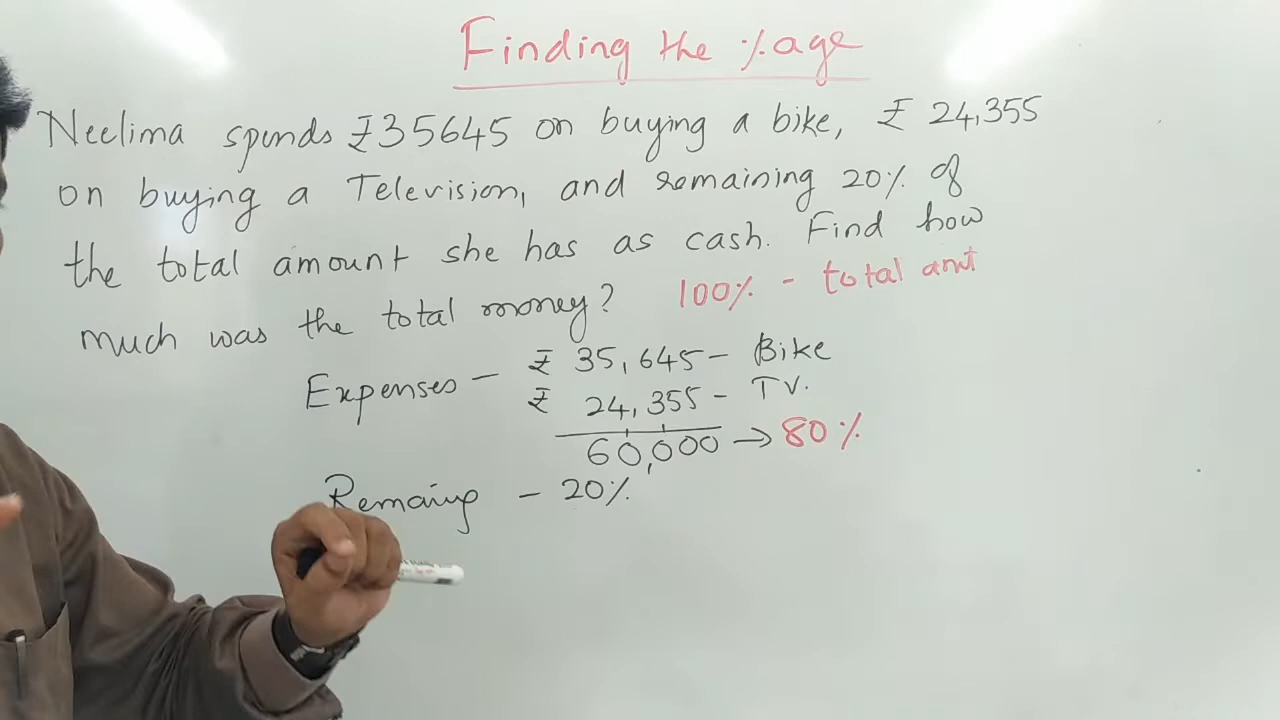 Finding the %age
Neelima spends ₹35645 on buying a bike, ₹ 24,355
on buying a Television, and remaining 20% of
the total amount she has as cash. Find how
much was the total money? 100% - total amt
Expenses - ₹ 35,645 - Bike
₹ 24,355 - TV.
60,000 → 80%
Remaing - 20%